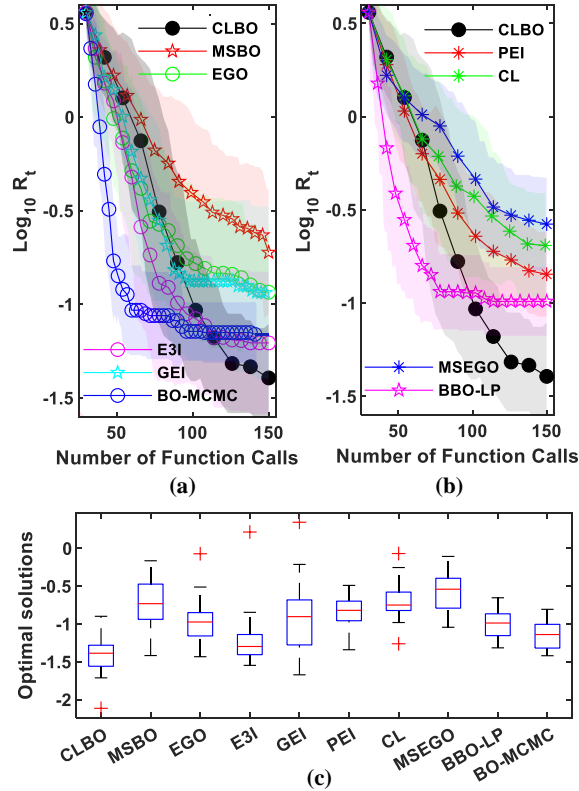 0.5
0
-0.5
-1
-1.5
Log₁₀ Rₜ
CLBO
MSBO
EGO
E3I
GEI
BO-MCMC
50
100
150
Number of Function Calls
(a)
0.5
0
-0.5
-1
-1.5
Log₁₀ Rₜ
CLBO
PEI
CL
MSEGO
BBO-LP
50
100
150
Number of Function Calls
(b)
Optimal solutions
0
-0.5
-1
-1.5
-2
CLBO
MSBO
EGO
E3I
GEI
PEI
CL
MSEGO
BBO-LP
BO-MCMC
(c)